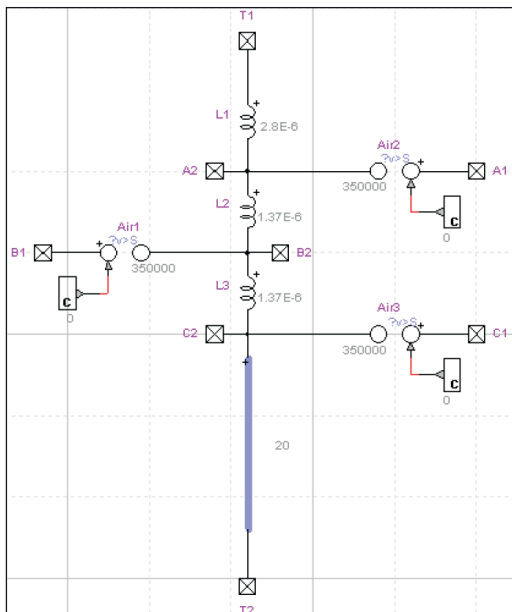 T1
L1
2.8E-6
Air2
?v>S
A2
A1
350000
L2
C
1.37E-6
0
Air1
?v>S
B1
B2
350000
L3
C
1.37E-6
0
Air3
?v>S
C2
C1
350000
C
0
20
T2